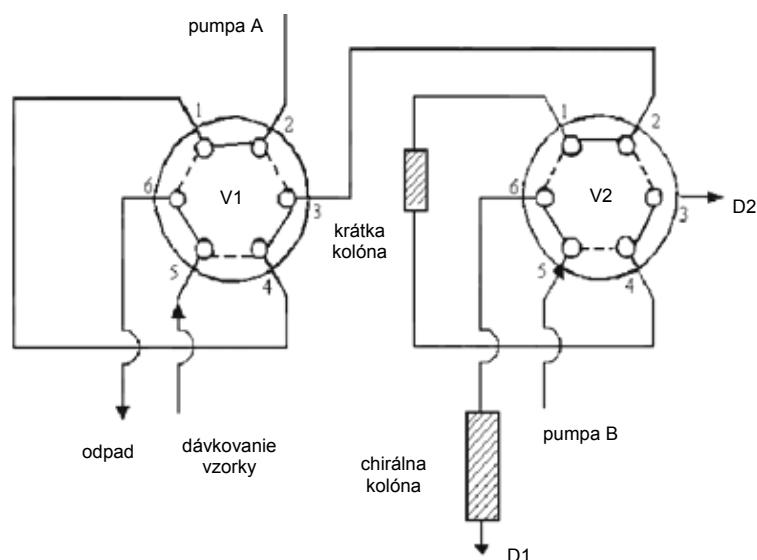 pumpa A
1
2
3
4
5
6
V1
odpad
dávkovanie
vzorky
krátka
kolóna
1
2
3
4
5
6
V2
D2
pumpa B
chirálna
kolóna
D1